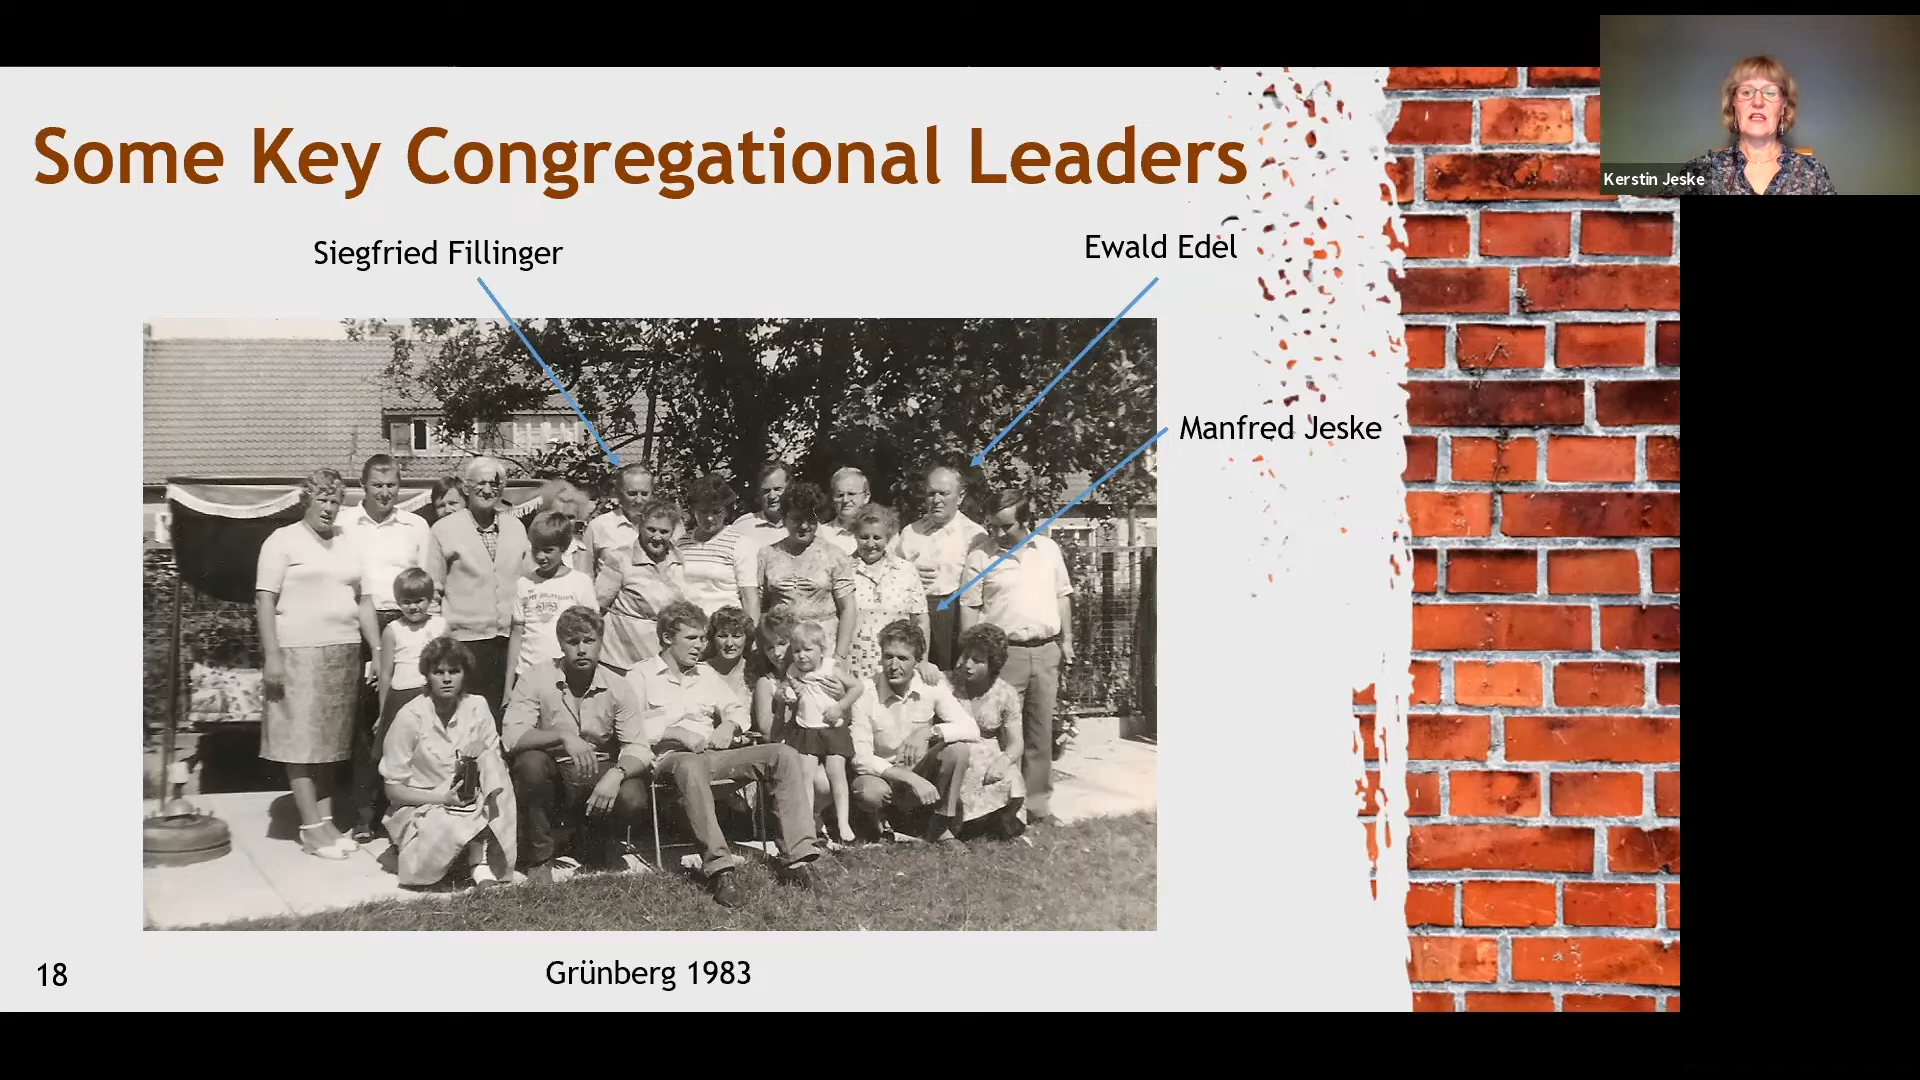 Some Key Congregational Leaders
Kerstin Jeske
Siegfried Fillinger
Ewald Edel
Manfred Jeske
Grünberg 1983
18